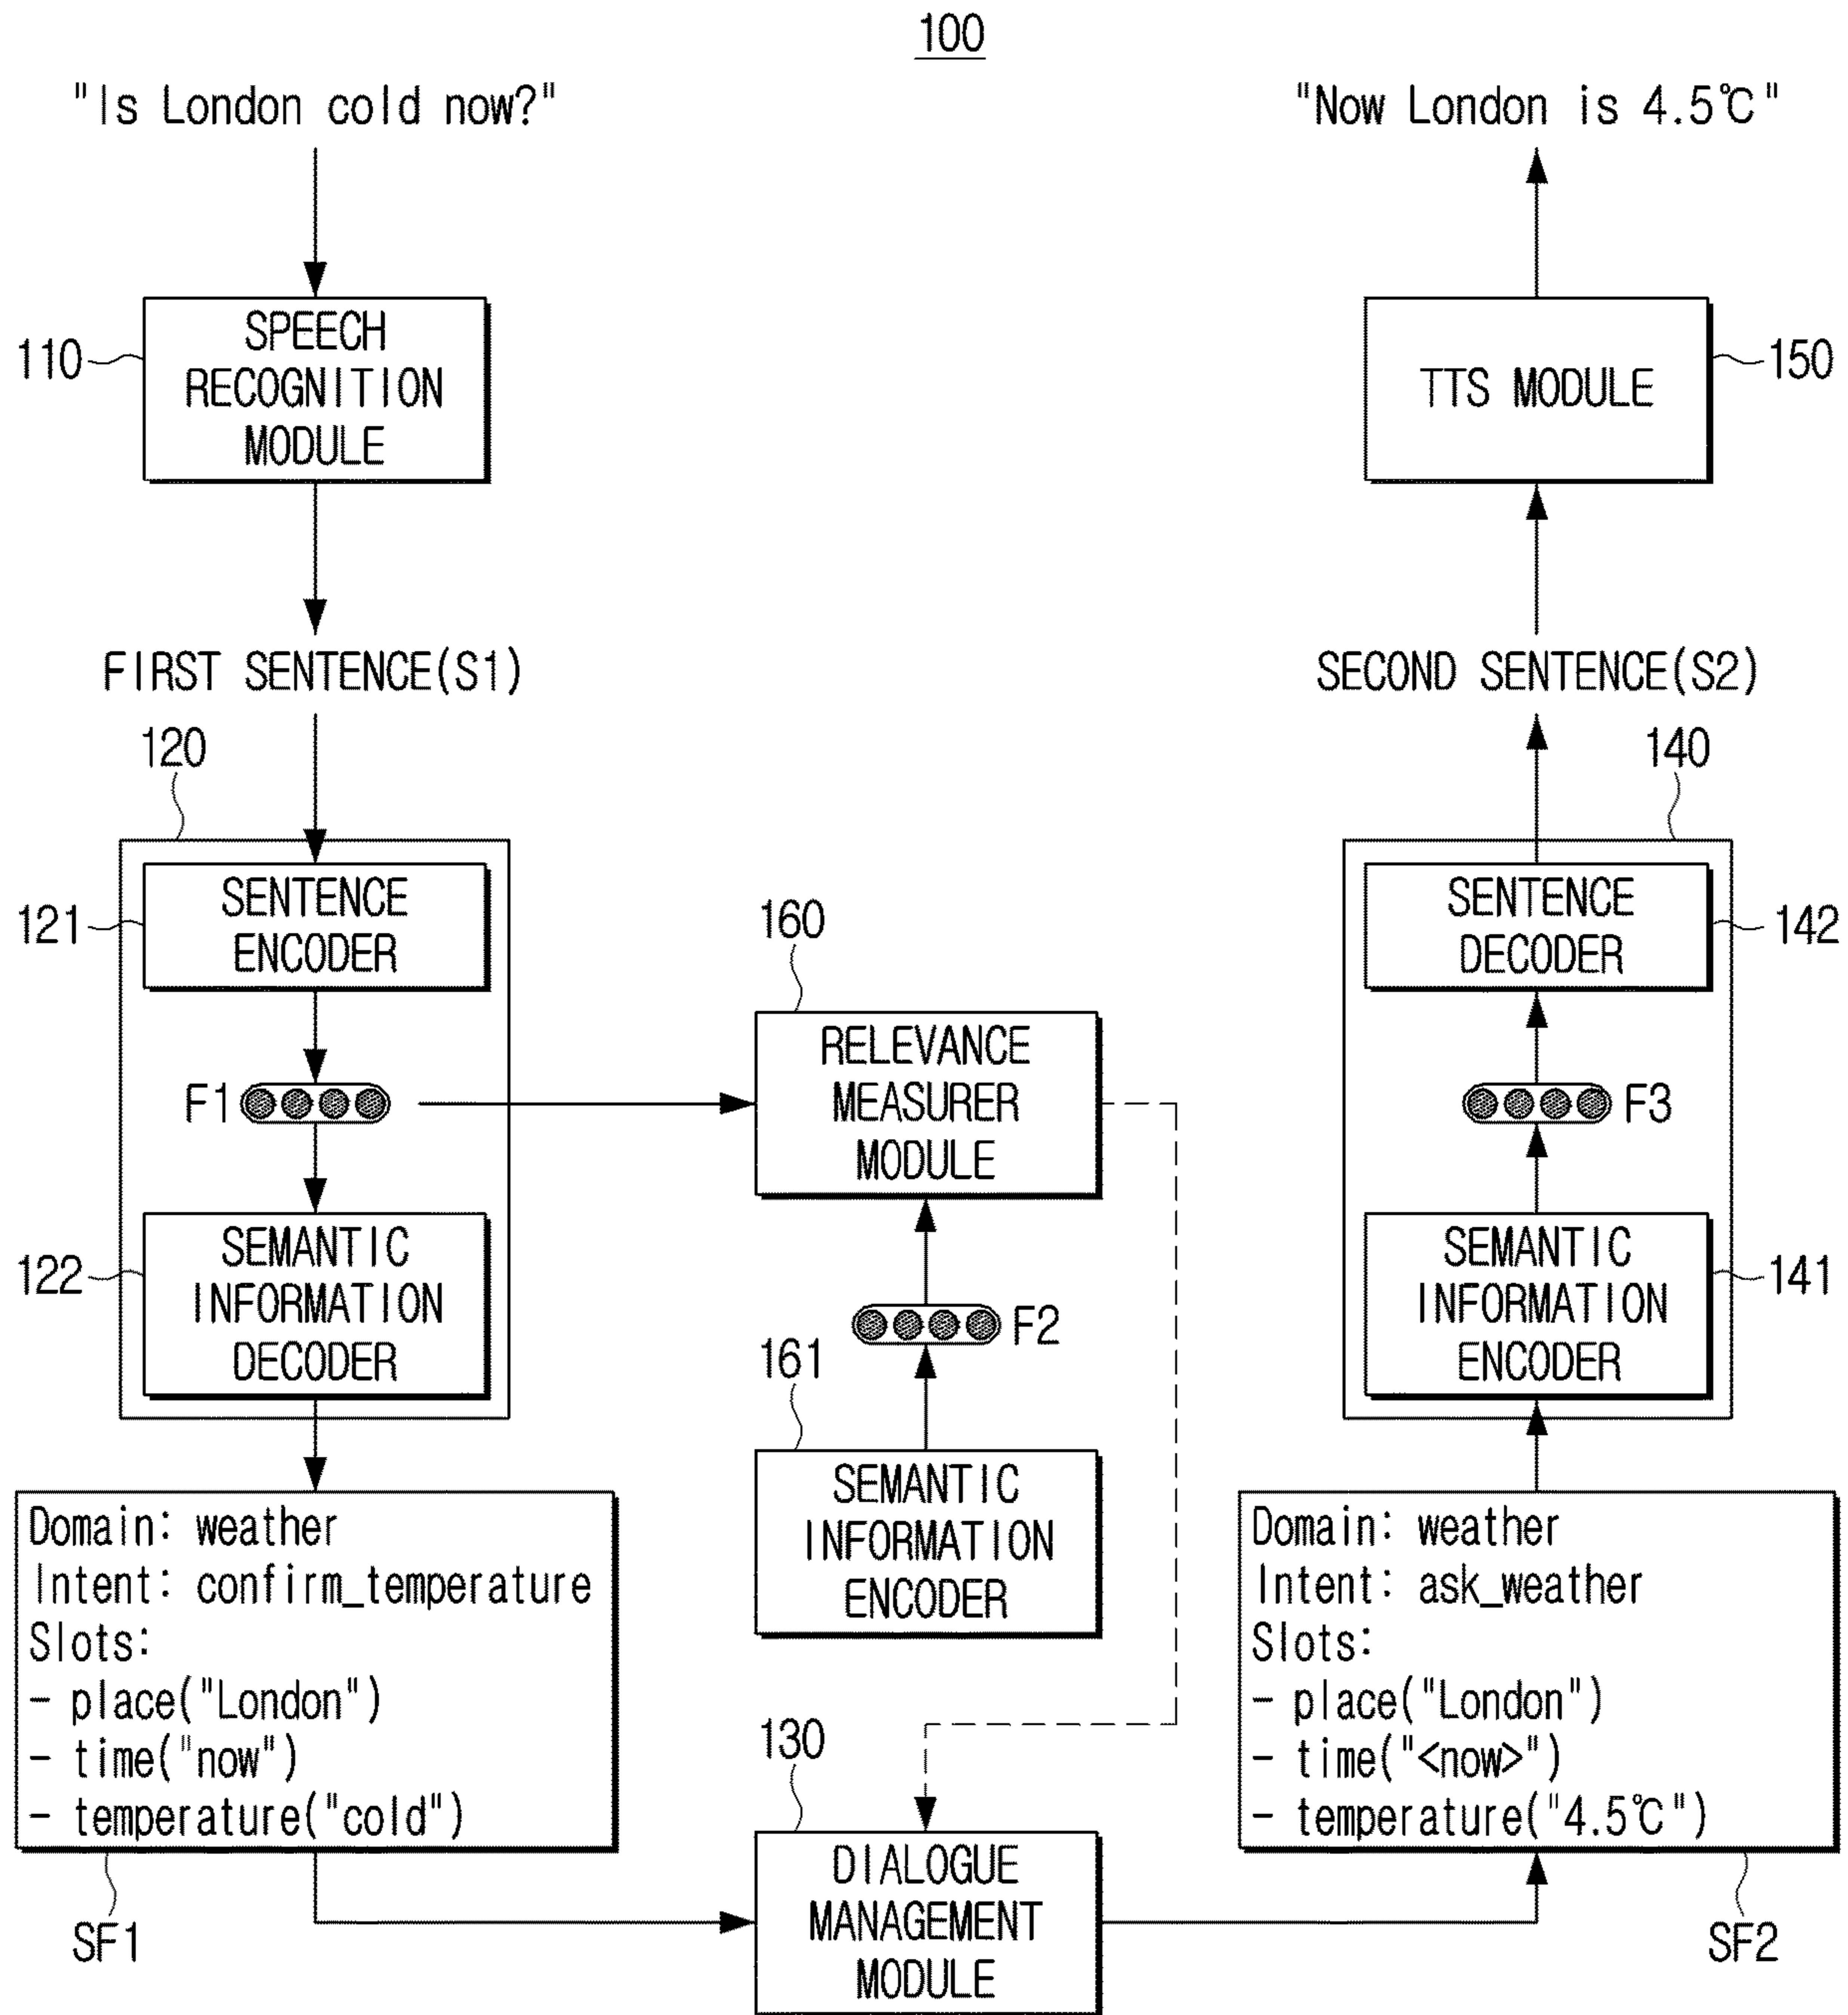 100
"Is London cold now?"
"Now London is 4.5℃"
110
SPEECH
RECOGNITION
MODULE
TTS MODULE
150
FIRST SENTENCE(S1)
SECOND SENTENCE(S2)
120
140
121
SENTENCE
ENCODER
160
SENTENCE
DECODER
142
F1
RELEVANCE
MEASURER
MODULE
F3
122
SEMANTIC
INFORMATION
DECODER
F2
SEMANTIC
INFORMATION
ENCODER
141
161
SEMANTIC
INFORMATION
ENCODER
Domain: weather
Intent: confirm_temperature
Slots:
- place("London")
- time("now")
- temperature("cold")
Domain: weather
Intent: ask_weather
Slots:
- place("London")
- time("<now>")
- temperature("4.5℃")
130
DIALOGUE
MANAGEMENT
MODULE
SF1
SF2